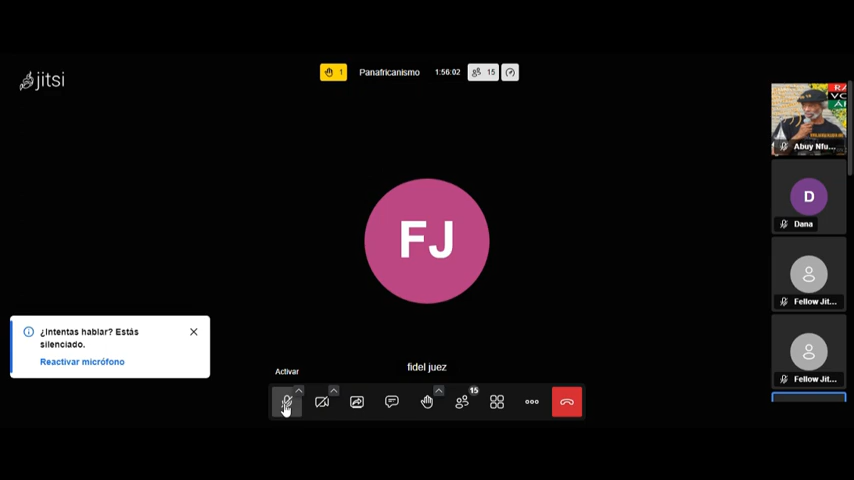 jitsi
1 Panafricanismo 1:56:02 15
VC
Abuy Nfu...
D
Dana
Fellow Jit...
Fellow Jit...
FJ
fidel juez
¿Intentas hablar? Estás
silenciado.
Reactivar micrófono
Activar
15